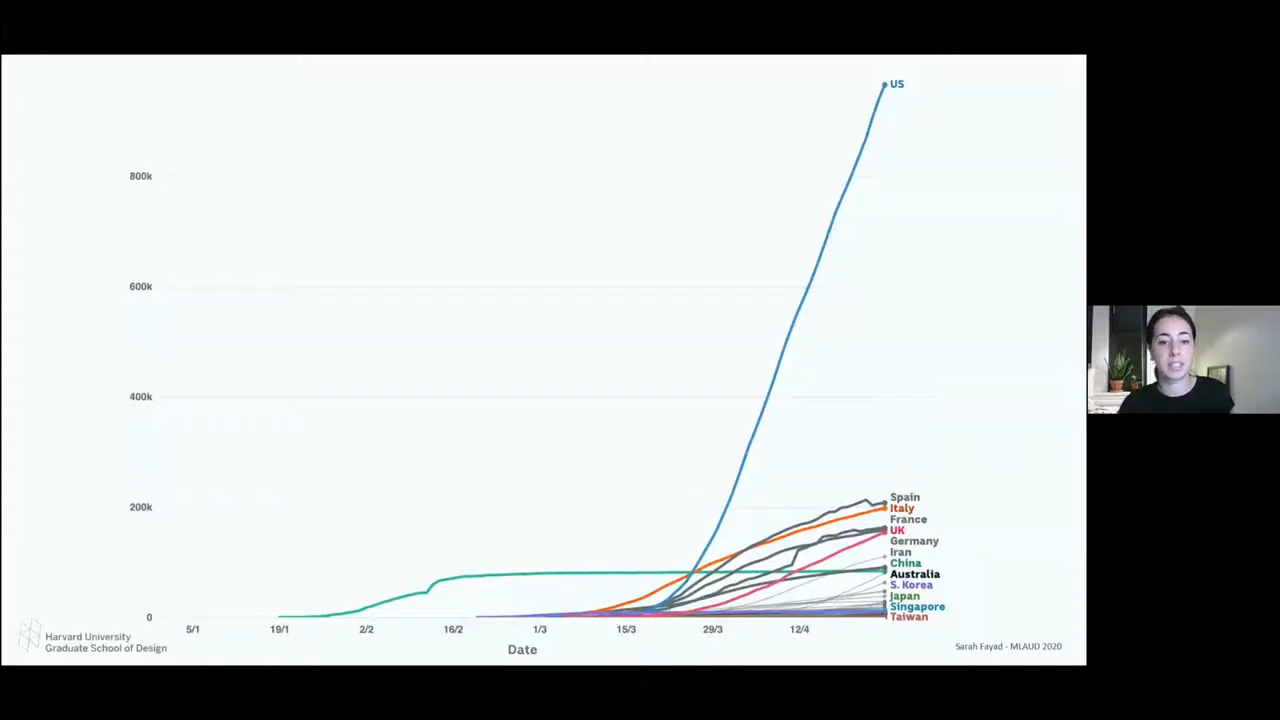 US
800k
600k
400k
200k
0
Spain
Italy
France
UK
Germany
Iran
China
Australia
S. Korea
Japan
Singapore
Taiwan
5/1 19/1 2/2 16/2 1/3 15/3 29/3 12/4
Date
Harvard University
Graduate School of Design
Sarah Fayad - MLAUD 2020